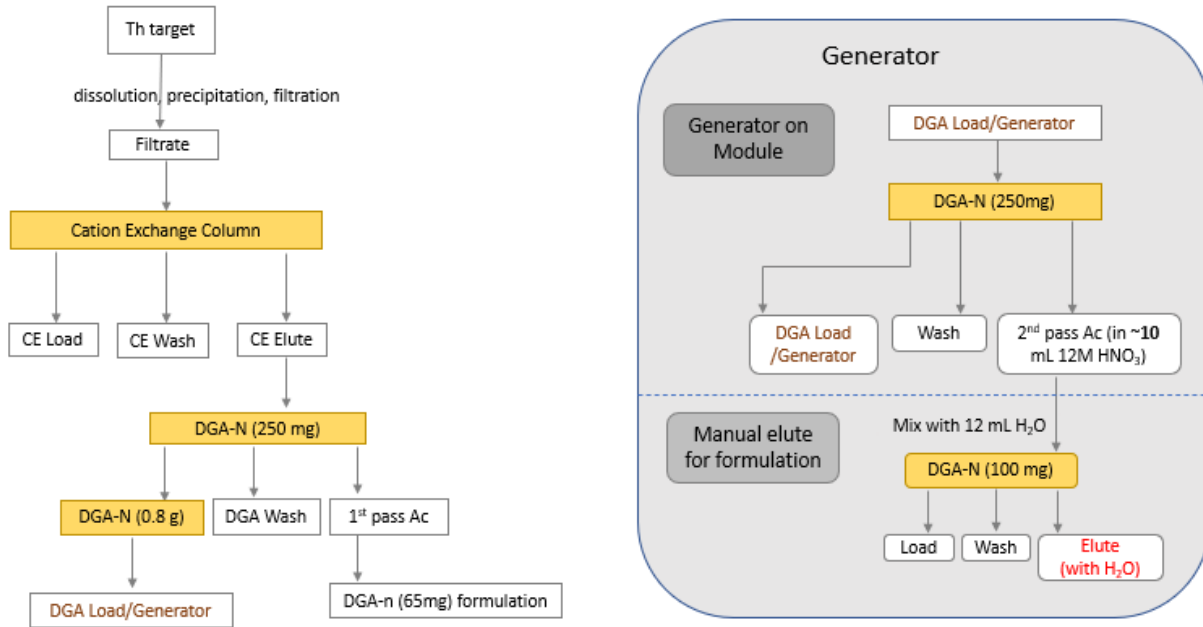 Th target
dissolution, precipitation, filtration
Filtrate
Cation Exchange Column
CE Load
CE Wash
CE Elute
DGA-N (250 mg)
DGA-N (0.8 g)
DGA Wash
1st pass Ac
DGA Load/Generator
DGA-n (65mg) formulation
Generator
Generator on
Module
DGA Load/Generator
DGA-N (250mg)
DGA Load
/Generator
Wash
2nd pass Ac (in ~10
mL 12M HNO3)
Manual elute
for formulation
Mix with 12 mL H2O
DGA-N (100 mg)
Load
Wash
Elute
(with H2O)